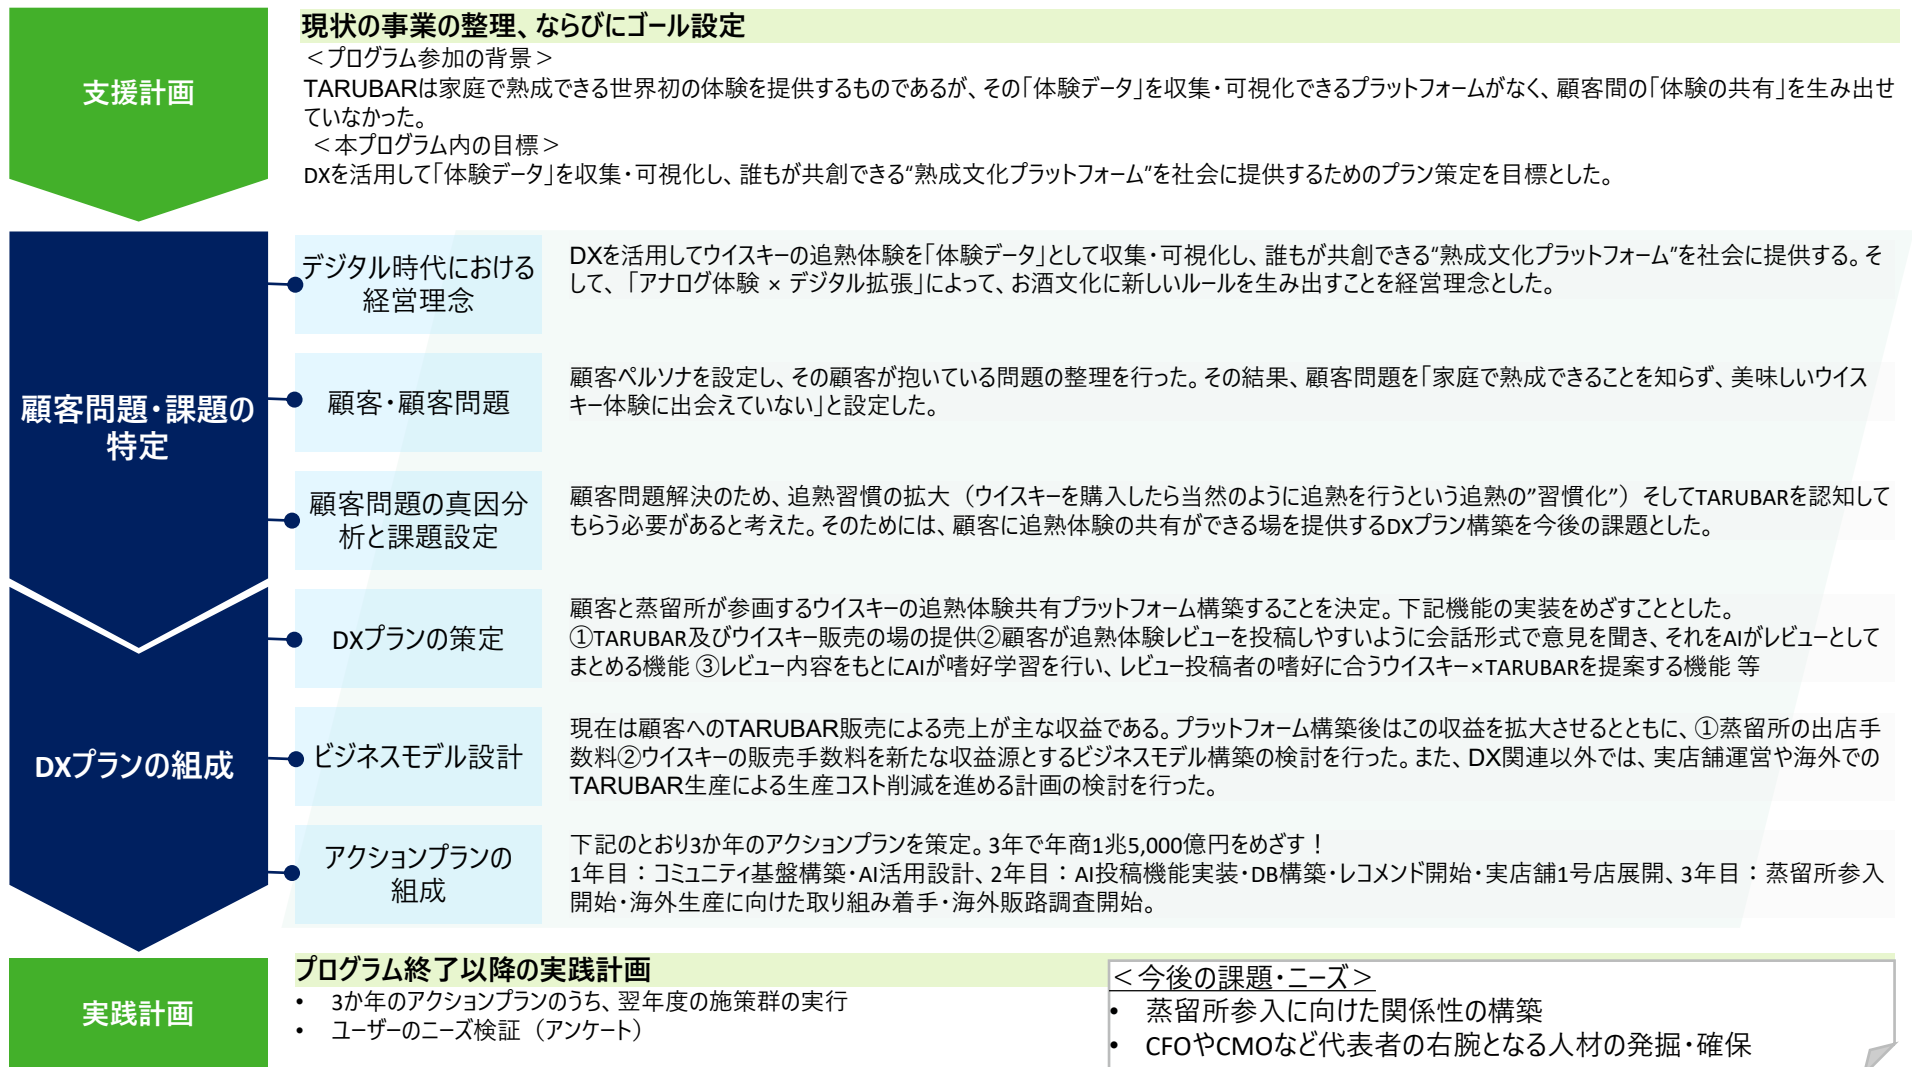 支援計画
現状の事業の整理、ならびにゴール設定
＜プログラム参加の背景＞
TARUBARは家庭で熟成できる世界初の体験を提供するものであるが、その「体験データ」を収集・可視化できるプラットフォームがなく、顧客間の「体験の共有」を生み出せ
ていなかった。
＜本プログラム内の目標＞
DXを活用して「体験データ」を収集・可視化し、誰もが共創できる“熟成文化プラットフォーム”を社会に提供するためのプラン策定を目標とした。
顧客問題・課題の
特定
デジタル時代における
経営理念
DXを活用してウイスキーの追熟体験を「体験データ」として収集・可視化し、誰もが共創できる“熟成文化プラットフォーム“を社会に提供する。そ
して、「アナログ体験 × デジタル拡張」によって、お酒文化に新しいルールを生み出すことを経営理念とした。
顧客・顧客問題
顧客ペルソナを設定し、その顧客が抱いている問題の整理を行った。その結果、顧客問題を「家庭で熟成できることを知らず、美味しいウイス
キー体験に出会えていない」と設定した。
顧客問題の真因分
析と課題設定
顧客問題解決のため、追熟習慣の拡大（ウイスキーを購入したら当然のように追熟を行うという追熟の”習慣化”）そしてTARUBARを認知して
もらう必要があると考えた。そのためには、顧客に追熟体験の共有ができる場を提供するDXプラン構築を今後の課題とした。
DXプランの組成
DXプランの策定
顧客と蒸留所が参画するウイスキーの追熟体験共有プラットフォーム構築することを決定。下記機能の実装をめざすこととした。
①TARUBAR及びウイスキー販売の場の提供②顧客が追熟体験レビューを投稿しやすいように会話形式で意見を聞き、それをAIがレビューとして
まとめる機能 ③レビュー内容をもとにAIが嗜好学習を行い、レビュー投稿者の嗜好に合うウイスキー×TARUBARを提案する機能 等
ビジネスモデル設計
現在は顧客へのTARUBAR販売による売上が主な収益である。プラットフォーム構築後はこの収益を拡大させるとともに、①蒸留所の出店手
数料②ウイスキーの販売手数料を新たな収益源とするビジネスモデル構築の検討を行った。また、DX関連以外では、実店舗運営や海外での
TARUBAR生産による生産コスト削減を進める計画の検討を行った。
アクションプランの
組成
下記のとおり3か年のアクションプランを策定。3年で年商1兆5,000億円をめざす！
1年目：コミュニティ基盤構築・AI活用設計、2年目：AI投稿機能実装・DB構築・レコメンド開始・実店舗1号店展開、3年目：蒸留所参入
開始・海外生産に向けた取り組み着手・海外販路調査開始。
実践計画
プログラム終了以降の実践計画
• 3か年のアクションプランのうち、翌年度の施策群の実行
• ユーザーのニーズ検証（アンケート）
＜今後の課題・ニーズ＞
• 蒸留所参入に向けた関係性の構築
• CFOやCMOなど代表者の右腕となる人材の発掘・確保